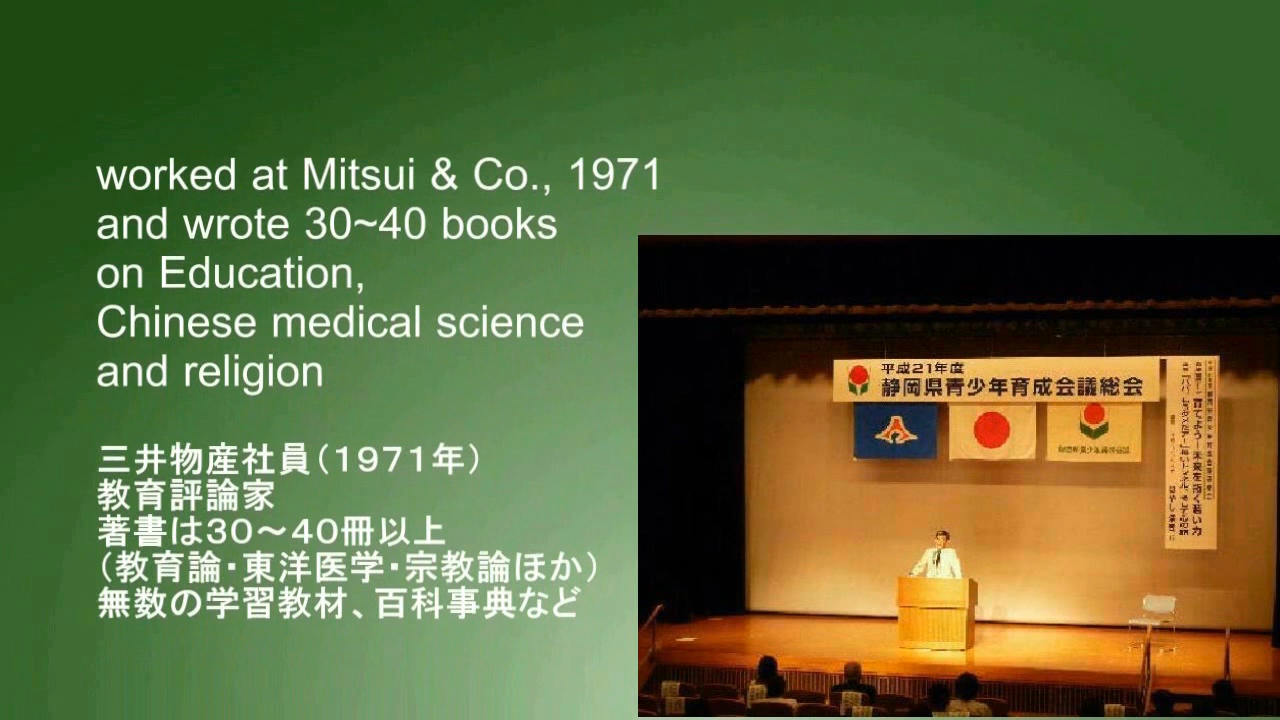 worked at Mitsui & Co., 1971
and wrote 30~40 books
on Education,
Chinese medical science
and religion
三井物産社員（１９７１年）
教育評論家
著書は３０～４０冊以上
（教育論・東洋医学・宗教論ほか）
無数の学習教材、百科事典など
平成21年度
静岡県青少年育成会議総会